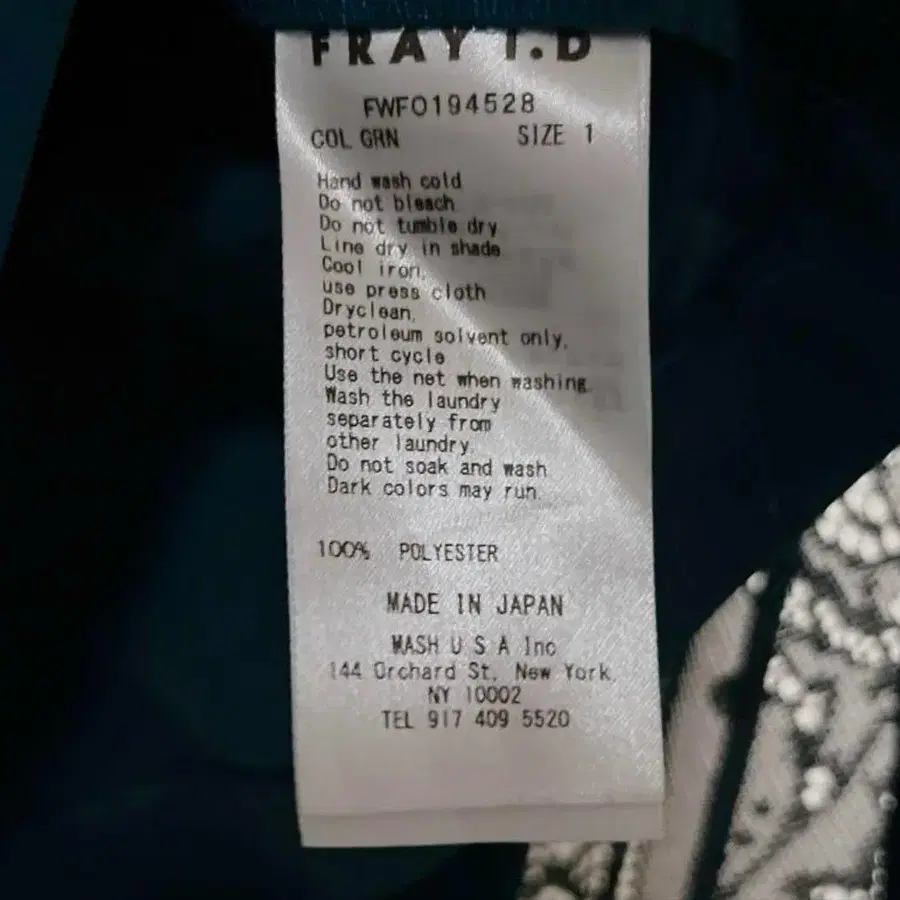 FRAY I.D
FWFO194528
COL GRN SIZE 1
Hand wash cold
Do not bleach
Do not tumble dry
Line dry in shade
Cool iron,
use press cloth
Dryclean,
petroleum solvent only,
short cycle
Use the net when washing
Wash the laundry
separately from
other laundry.
Do not soak and wash
Dark colors may run.
100% POLYESTER
MADE IN JAPAN
MASH U S A Inc
144 Orchard St, New York,
NY 10002
TEL 917 409 5520